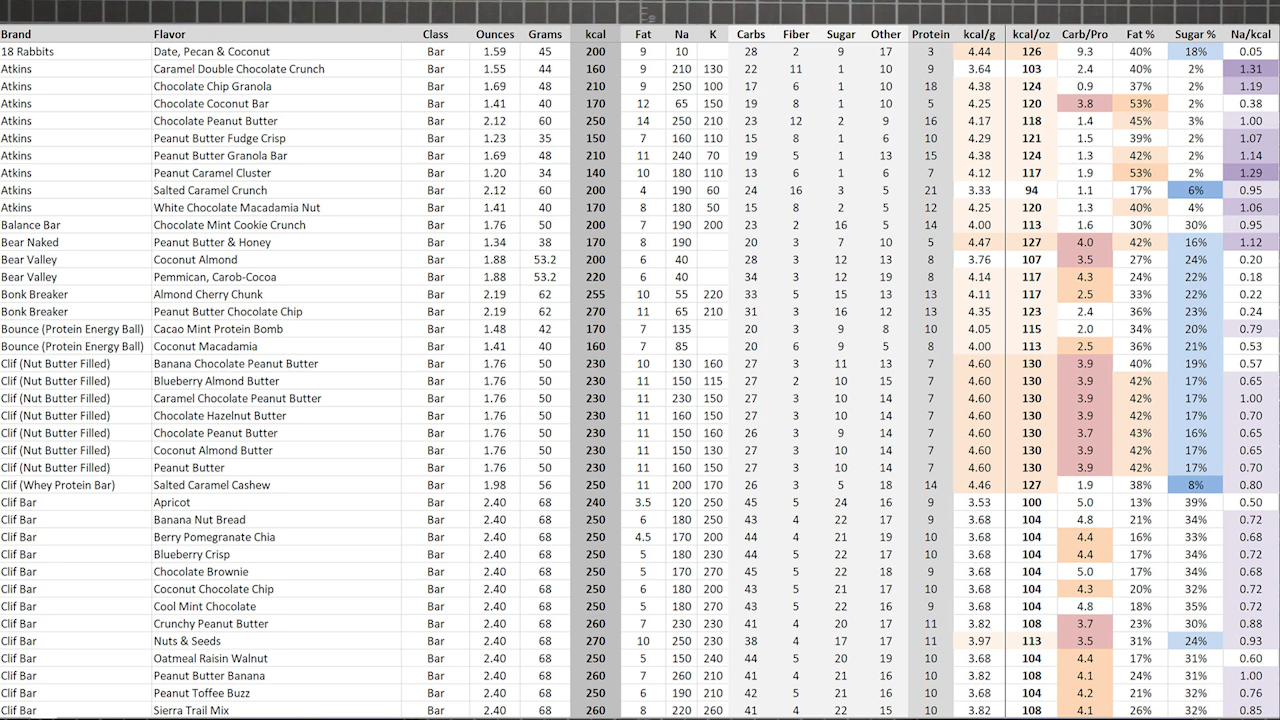 Brand Flavor Class Ounces Grams kcal Fat Na K Carbs Fiber Sugar Other Protein kcal/g kcal/oz Carb/Pro Fat % Sugar % Na/kcal
18 Rabbits Date, Pecan & Coconut Bar 1.59 45 200 9 10 28 2 9 17 3 4.44 126 9.3 40% 18% 0.05
Atkins Caramel Double Chocolate Crunch Bar 1.55 44 160 9 210 130 22 11 1 10 9 3.64 103 2.4 40% 2% 1.31
Atkins Chocolate Chip Granola Bar 1.69 48 210 9 250 100 17 6 1 10 18 4.38 124 0.9 37% 2% 1.19
Atkins Chocolate Coconut Bar Bar 1.41 40 170 12 65 150 19 8 1 10 5 4.25 120 3.8 53% 2% 0.38
Atkins Chocolate Peanut Butter Bar 2.12 60 250 14 250 210 23 12 2 9 16 4.17 118 1.4 45% 3% 1.00
Atkins Peanut Butter Fudge Crisp Bar 1.23 35 150 7 160 110 15 8 1 6 10 4.29 121 1.5 39% 2% 1.07
Atkins Peanut Butter Granola Bar Bar 1.69 48 210 11 240 70 19 5 1 13 15 4.38 124 1.3 42% 2% 1.14
Atkins Peanut Caramel Cluster Bar 1.20 34 140 10 180 110 13 6 1 6 7 4.12 117 1.9 53% 2% 1.29
Atkins Salted Caramel Crunch Bar 2.12 60 200 4 190 60 24 16 3 5 21 3.33 94 1.1 17% 6% 0.95
Atkins White Chocolate Macadamia Nut Bar 1.41 40 170 8 180 50 15 8 2 5 12 4.25 120 1.3 40% 4% 1.06
Balance Bar Chocolate Mint Cookie Crunch Bar 1.76 50 200 7 190 200 23 2 16 5 14 4.00 113 1.6 30% 30% 0.95
Bear Naked Peanut Butter & Honey Bar 1.34 38 170 8 190 20 3 7 10 5 4.47 127 4.0 42% 16% 1.12
Bear Valley Coconut Almond Bar 1.88 53.2 200 6 40 28 3 12 13 8 3.76 107 3.5 27% 24% 0.20
Bear Valley Pemmican, Carob-Cocoa Bar 1.88 53.2 220 6 40 34 3 12 19 8 4.14 117 4.3 24% 22% 0.18
Bonk Breaker Almond Cherry Chunk Bar 2.19 62 255 10 55 220 33 5 15 13 13 4.11 117 2.5 33% 22% 0.22
Bonk Breaker Peanut Butter Chocolate Chip Bar 2.19 62 270 11 65 210 31 3 16 12 13 4.35 123 2.4 36% 23% 0.24
Bounce (Protein Energy Ball) Cacao Mint Protein Bomb Bar 1.48 42 170 7 135 20 3 9 8 10 4.05 115 2.0 34% 20% 0.79
Bounce (Protein Energy Ball) Coconut Macadamia Bar 1.41 40 160 7 85 20 6 9 5 8 4.00 113 2.5 36% 21% 0.53
Clif (Nut Butter Filled) Banana Chocolate Peanut Butter Bar 1.76 50 230 10 130 160 27 3 11 13 7 4.60 130 3.9 40% 19% 0.57
Clif (Nut Butter Filled) Blueberry Almond Butter Bar 1.76 50 230 11 150 115 27 2 10 15 7 4.60 130 3.9 42% 17% 0.65
Clif (Nut Butter Filled) Caramel Chocolate Peanut Butter Bar 1.76 50 230 11 230 150 27 3 10 14 7 4.60 130 3.9 42% 17% 1.00
Clif (Nut Butter Filled) Chocolate Hazelnut Butter Bar 1.76 50 230 11 160 150 27 3 10 14 7 4.60 130 3.9 42% 17% 0.70
Clif (Nut Butter Filled) Chocolate Peanut Butter Bar 1.76 50 230 11 150 160 26 3 9 14 7 4.60 130 3.7 43% 16% 0.65
Clif (Nut Butter Filled) Coconut Almond Butter Bar 1.76 50 230 11 150 130 27 3 10 14 7 4.60 130 3.9 42% 17% 0.65
Clif (Nut Butter Filled) Peanut Butter Bar 1.76 50 230 11 160 150 27 3 10 14 7 4.60 130 3.9 42% 17% 0.70
Clif (Whey Protein Bar) Salted Caramel Cashew Bar 1.98 56 250 11 200 170 26 3 5 18 14 4.46 127 1.9 38% 8% 0.80
Clif Bar Apricot Bar 2.40 68 240 3.5 120 250 45 5 24 16 9 3.53 100 5.0 13% 39% 0.50
Clif Bar Banana Nut Bread Bar 2.40 68 250 6 180 250 43 4 22 17 9 3.68 104 4.8 21% 34% 0.72
Clif Bar Berry Pomegranate Chia Bar 2.40 68 250 4.5 170 200 44 4 21 19 10 3.68 104 4.4 16% 33% 0.68
Clif Bar Blueberry Crisp Bar 2.40 68 250 5 180 230 44 5 22 17 10 3.68 104 4.4 17% 34% 0.72
Clif Bar Chocolate Brownie Bar 2.40 68 250 5 170 270 45 5 22 18 9 3.68 104 5.0 17% 34% 0.68
Clif Bar Coconut Chocolate Chip Bar 2.40 68 250 6 180 200 43 5 21 17 10 3.68 104 4.3 20% 32% 0.72
Clif Bar Cool Mint Chocolate Bar 2.40 68 250 5 180 270 43 5 22 16 9 3.68 104 4.8 18% 35% 0.72
Clif Bar Crunchy Peanut Butter Bar 2.40 68 260 7 230 230 41 4 20 17 11 3.82 108 3.7 23% 30% 0.88
Clif Bar Nuts & Seeds Bar 2.40 68 270 10 250 230 38 4 17 17 11 3.97 113 3.5 31% 24% 0.93
Clif Bar Oatmeal Raisin Walnut Bar 2.40 68 250 5 150 240 44 5 20 19 10 3.68 104 4.4 17% 31% 0.60
Clif Bar Peanut Butter Banana Bar 2.40 68 260 7 260 210 41 4 21 16 10 3.82 108 4.1 24% 31% 1.00
Clif Bar Peanut Toffee Buzz Bar 2.40 68 250 6 190 210 42 5 21 16 10 3.68 104 4.2 21% 32% 0.76
Clif Bar Sierra Trail Mix Bar 2.40 68 260 8 220 260 41 4 22 15 10 3.82 108 4.1 26% 32% 0.85